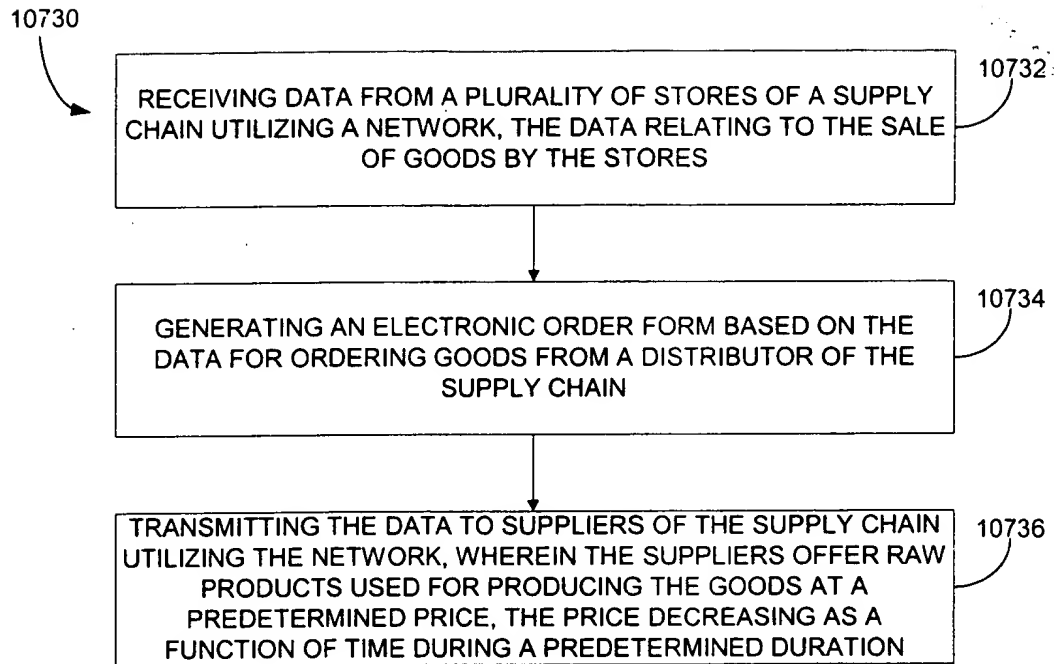 10730
10732
RECEIVING DATA FROM A PLURALITY OF STORES OF A SUPPLY
CHAIN UTILIZING A NETWORK, THE DATA RELATING TO THE SALE
OF GOODS BY THE STORES
10734
GENERATING AN ELECTRONIC ORDER FORM BASED ON THE
DATA FOR ORDERING GOODS FROM A DISTRIBUTOR OF THE
SUPPLY CHAIN
10736
TRANSMITTING THE DATA TO SUPPLIERS OF THE SUPPLY CHAIN
UTILIZING THE NETWORK, WHEREIN THE SUPPLIERS OFFER RAW
PRODUCTS USED FOR PRODUCING THE GOODS AT A
PREDETERMINED PRICE, THE PRICE DECREASING AS A
FUNCTION OF TIME DURING A PREDETERMINED DURATION